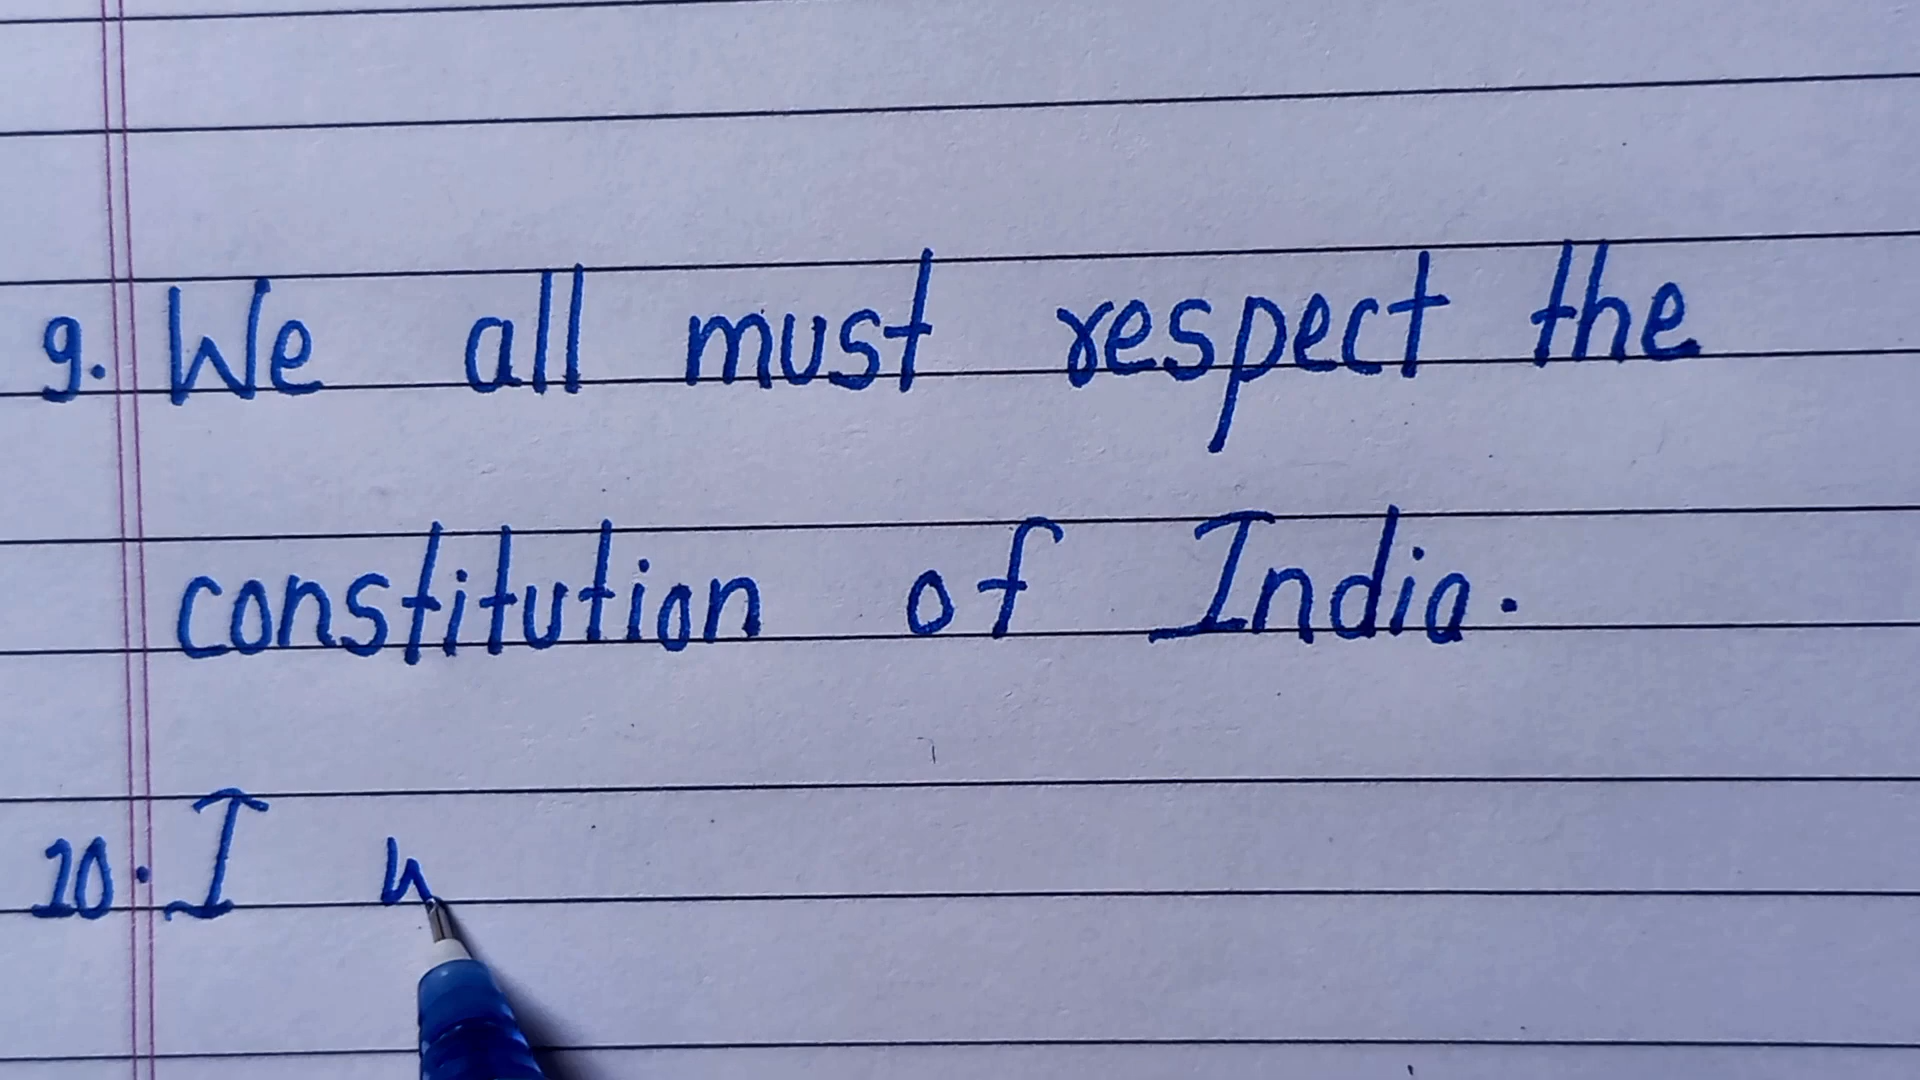 9. We all must respect the
constitution of India.
10. I